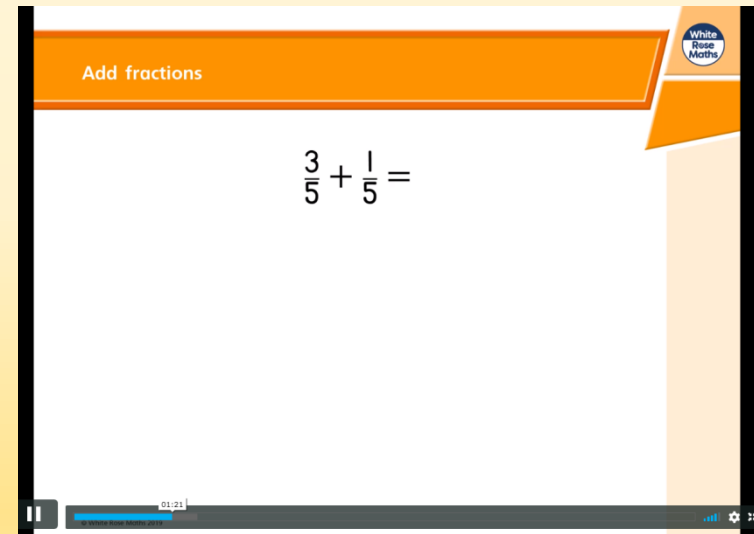 White
Rose
Maths
Add fractions
3/5 + 1/5 =
01:21
© White Rose Maths 2019